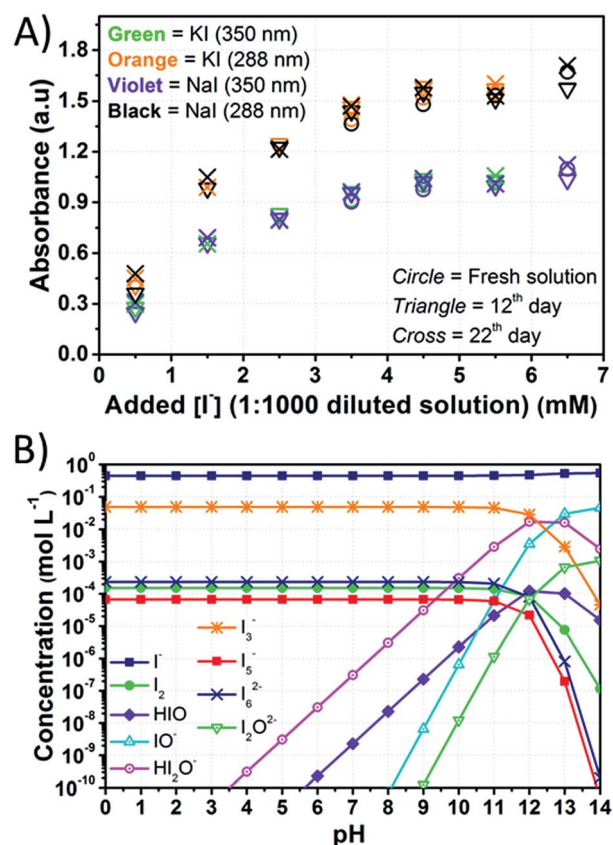 A)
Green = KI (350 nm)
Orange = KI (288 nm)
Violet = NaI (350 nm)
Black = NaI (288 nm)
Circle = Fresh solution
Triangle = 12th day
Cross = 22th day
Absorbance (a.u)
1.8
1.5
1.2
0.9
0.6
0.3
0.0
0 1 2 3 4 5 6 7
Added [I-] (1:1000 diluted solution) (mM)
B)
Concentration (mol L-1)
10^0
10^-1
10^-2
10^-3
10^-4
10^-5
10^-6
10^-7
10^-8
10^-9
10^-10
I-
I2
HIO
IO-
HI2O-
I3-
I5-
I6^2-
I2O^2-
0 1 2 3 4 5 6 7 8 9 10 11 12 13 14
pH